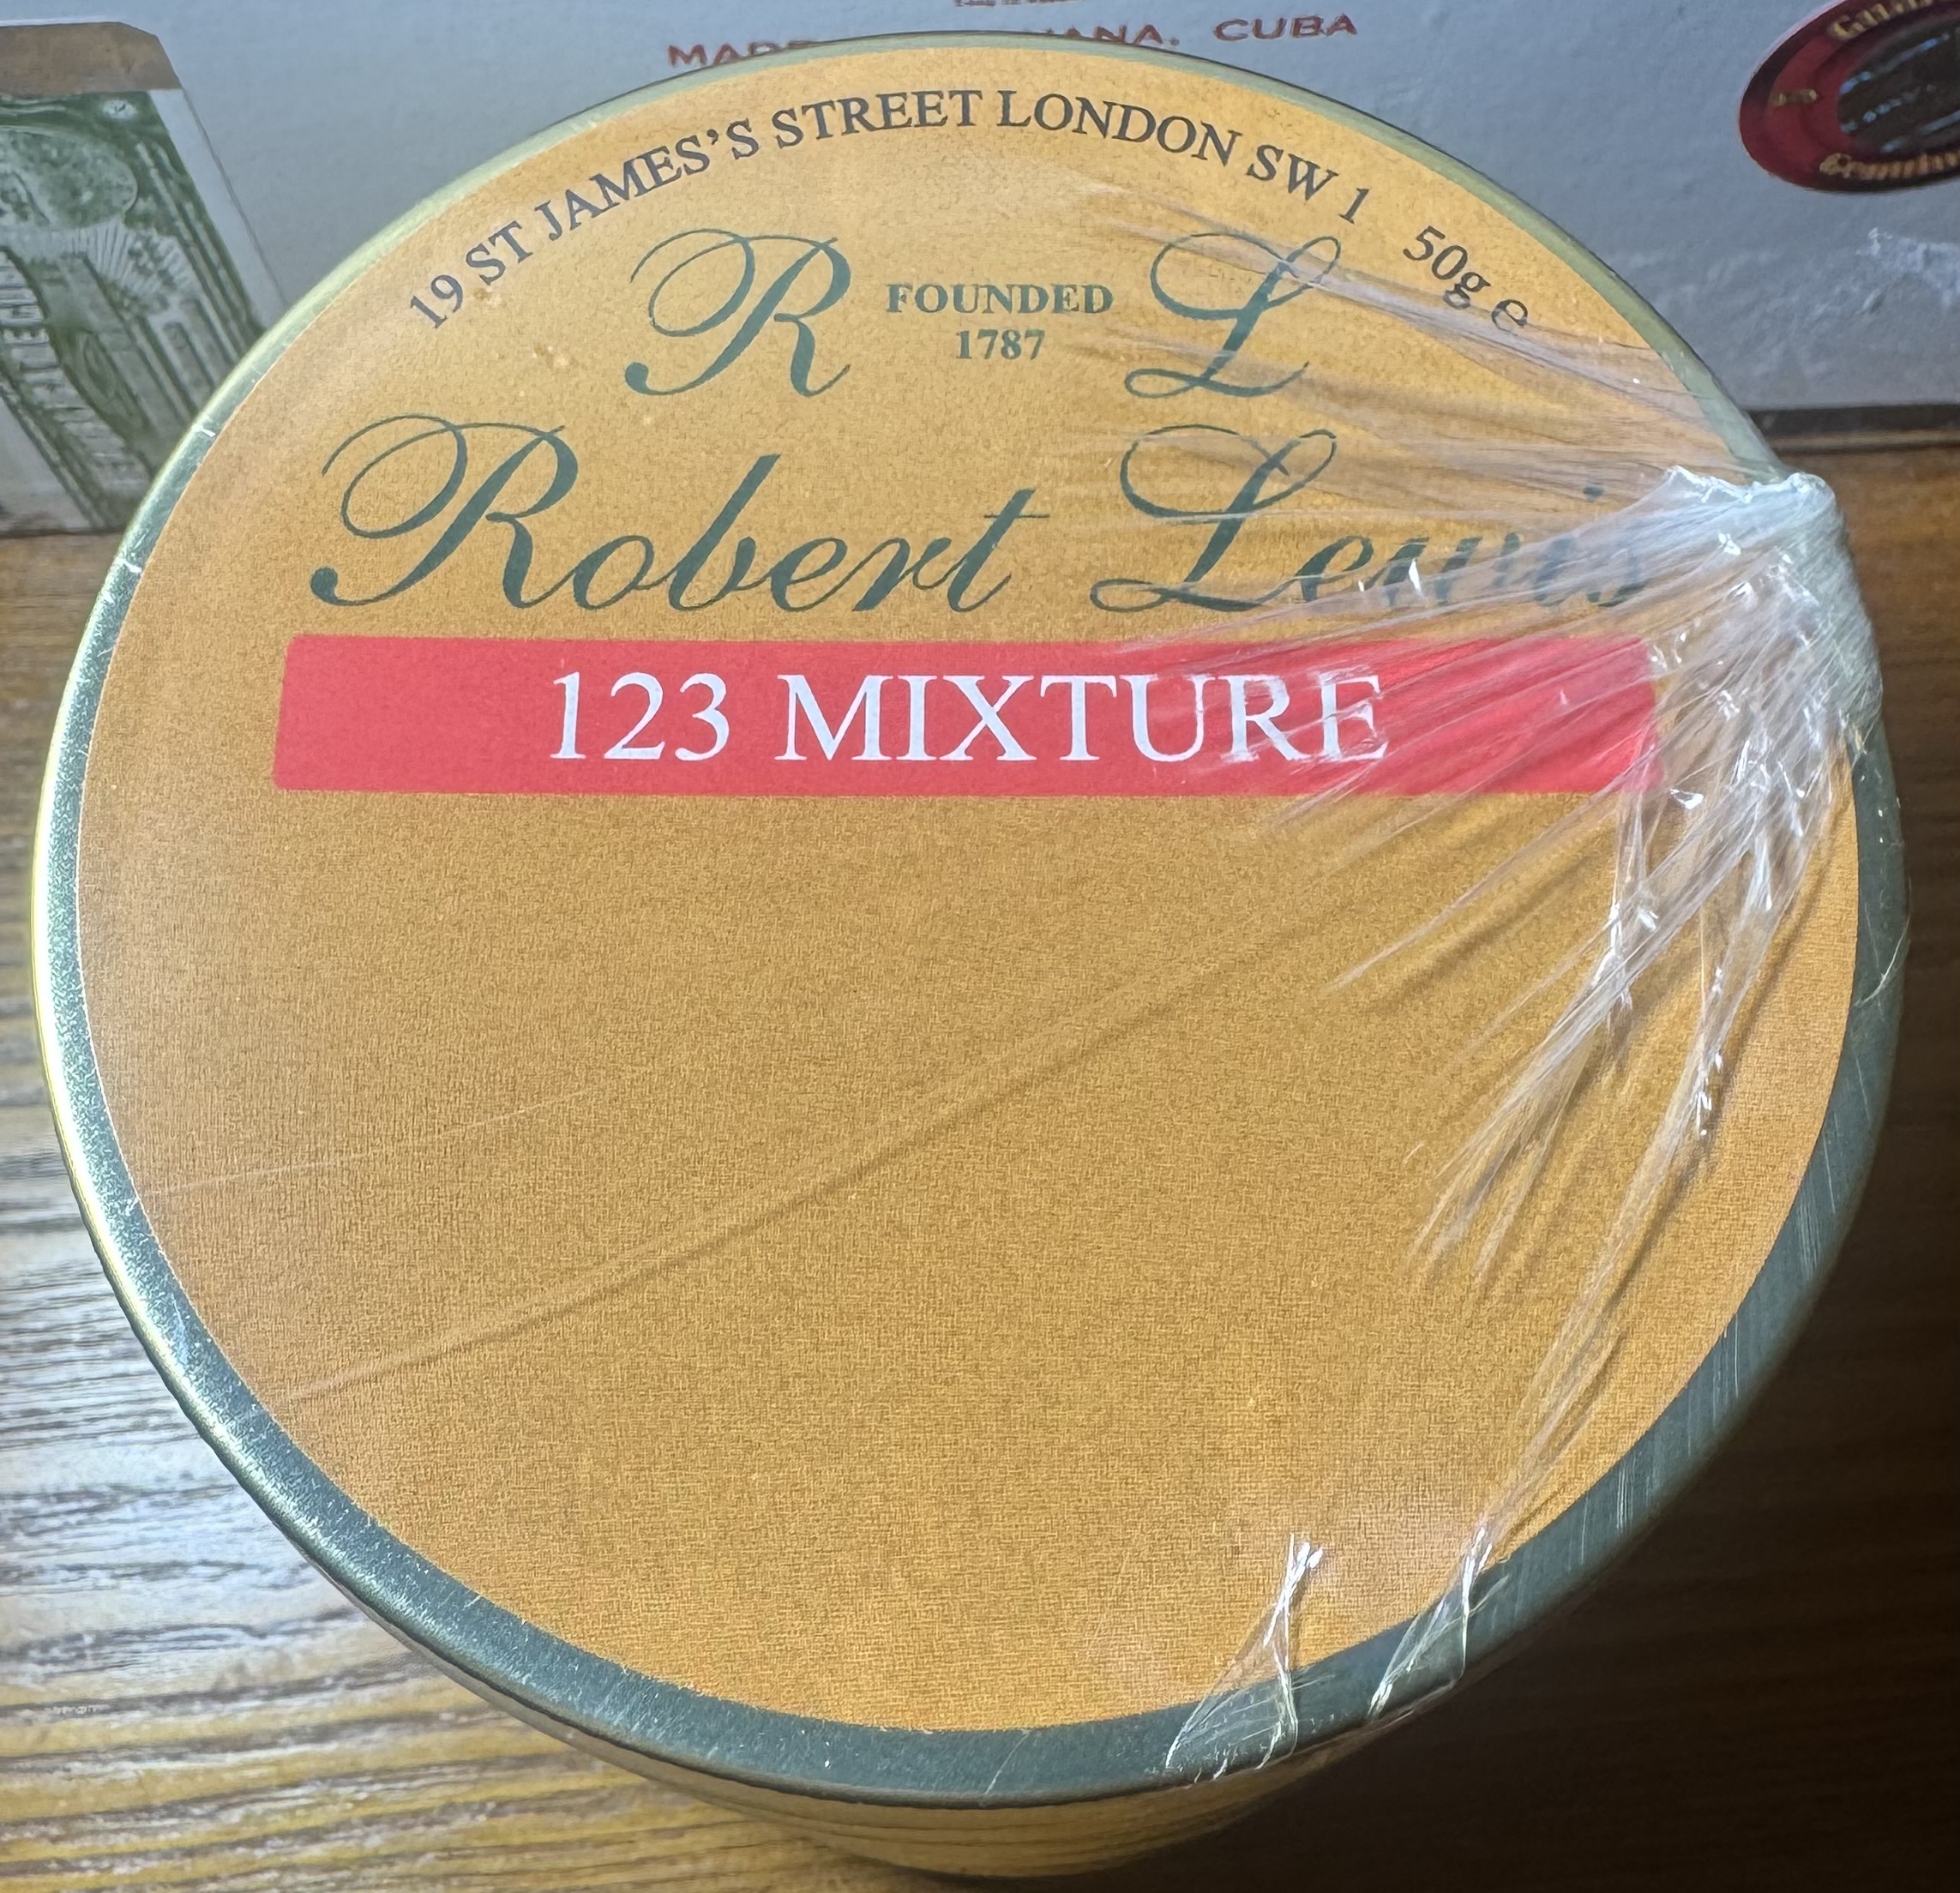 CUBA
19 ST JAMES’S STREET LONDON SW 1 50g ℮
R FOUNDED L
1787
Robert Lewis
123 MIXTURE